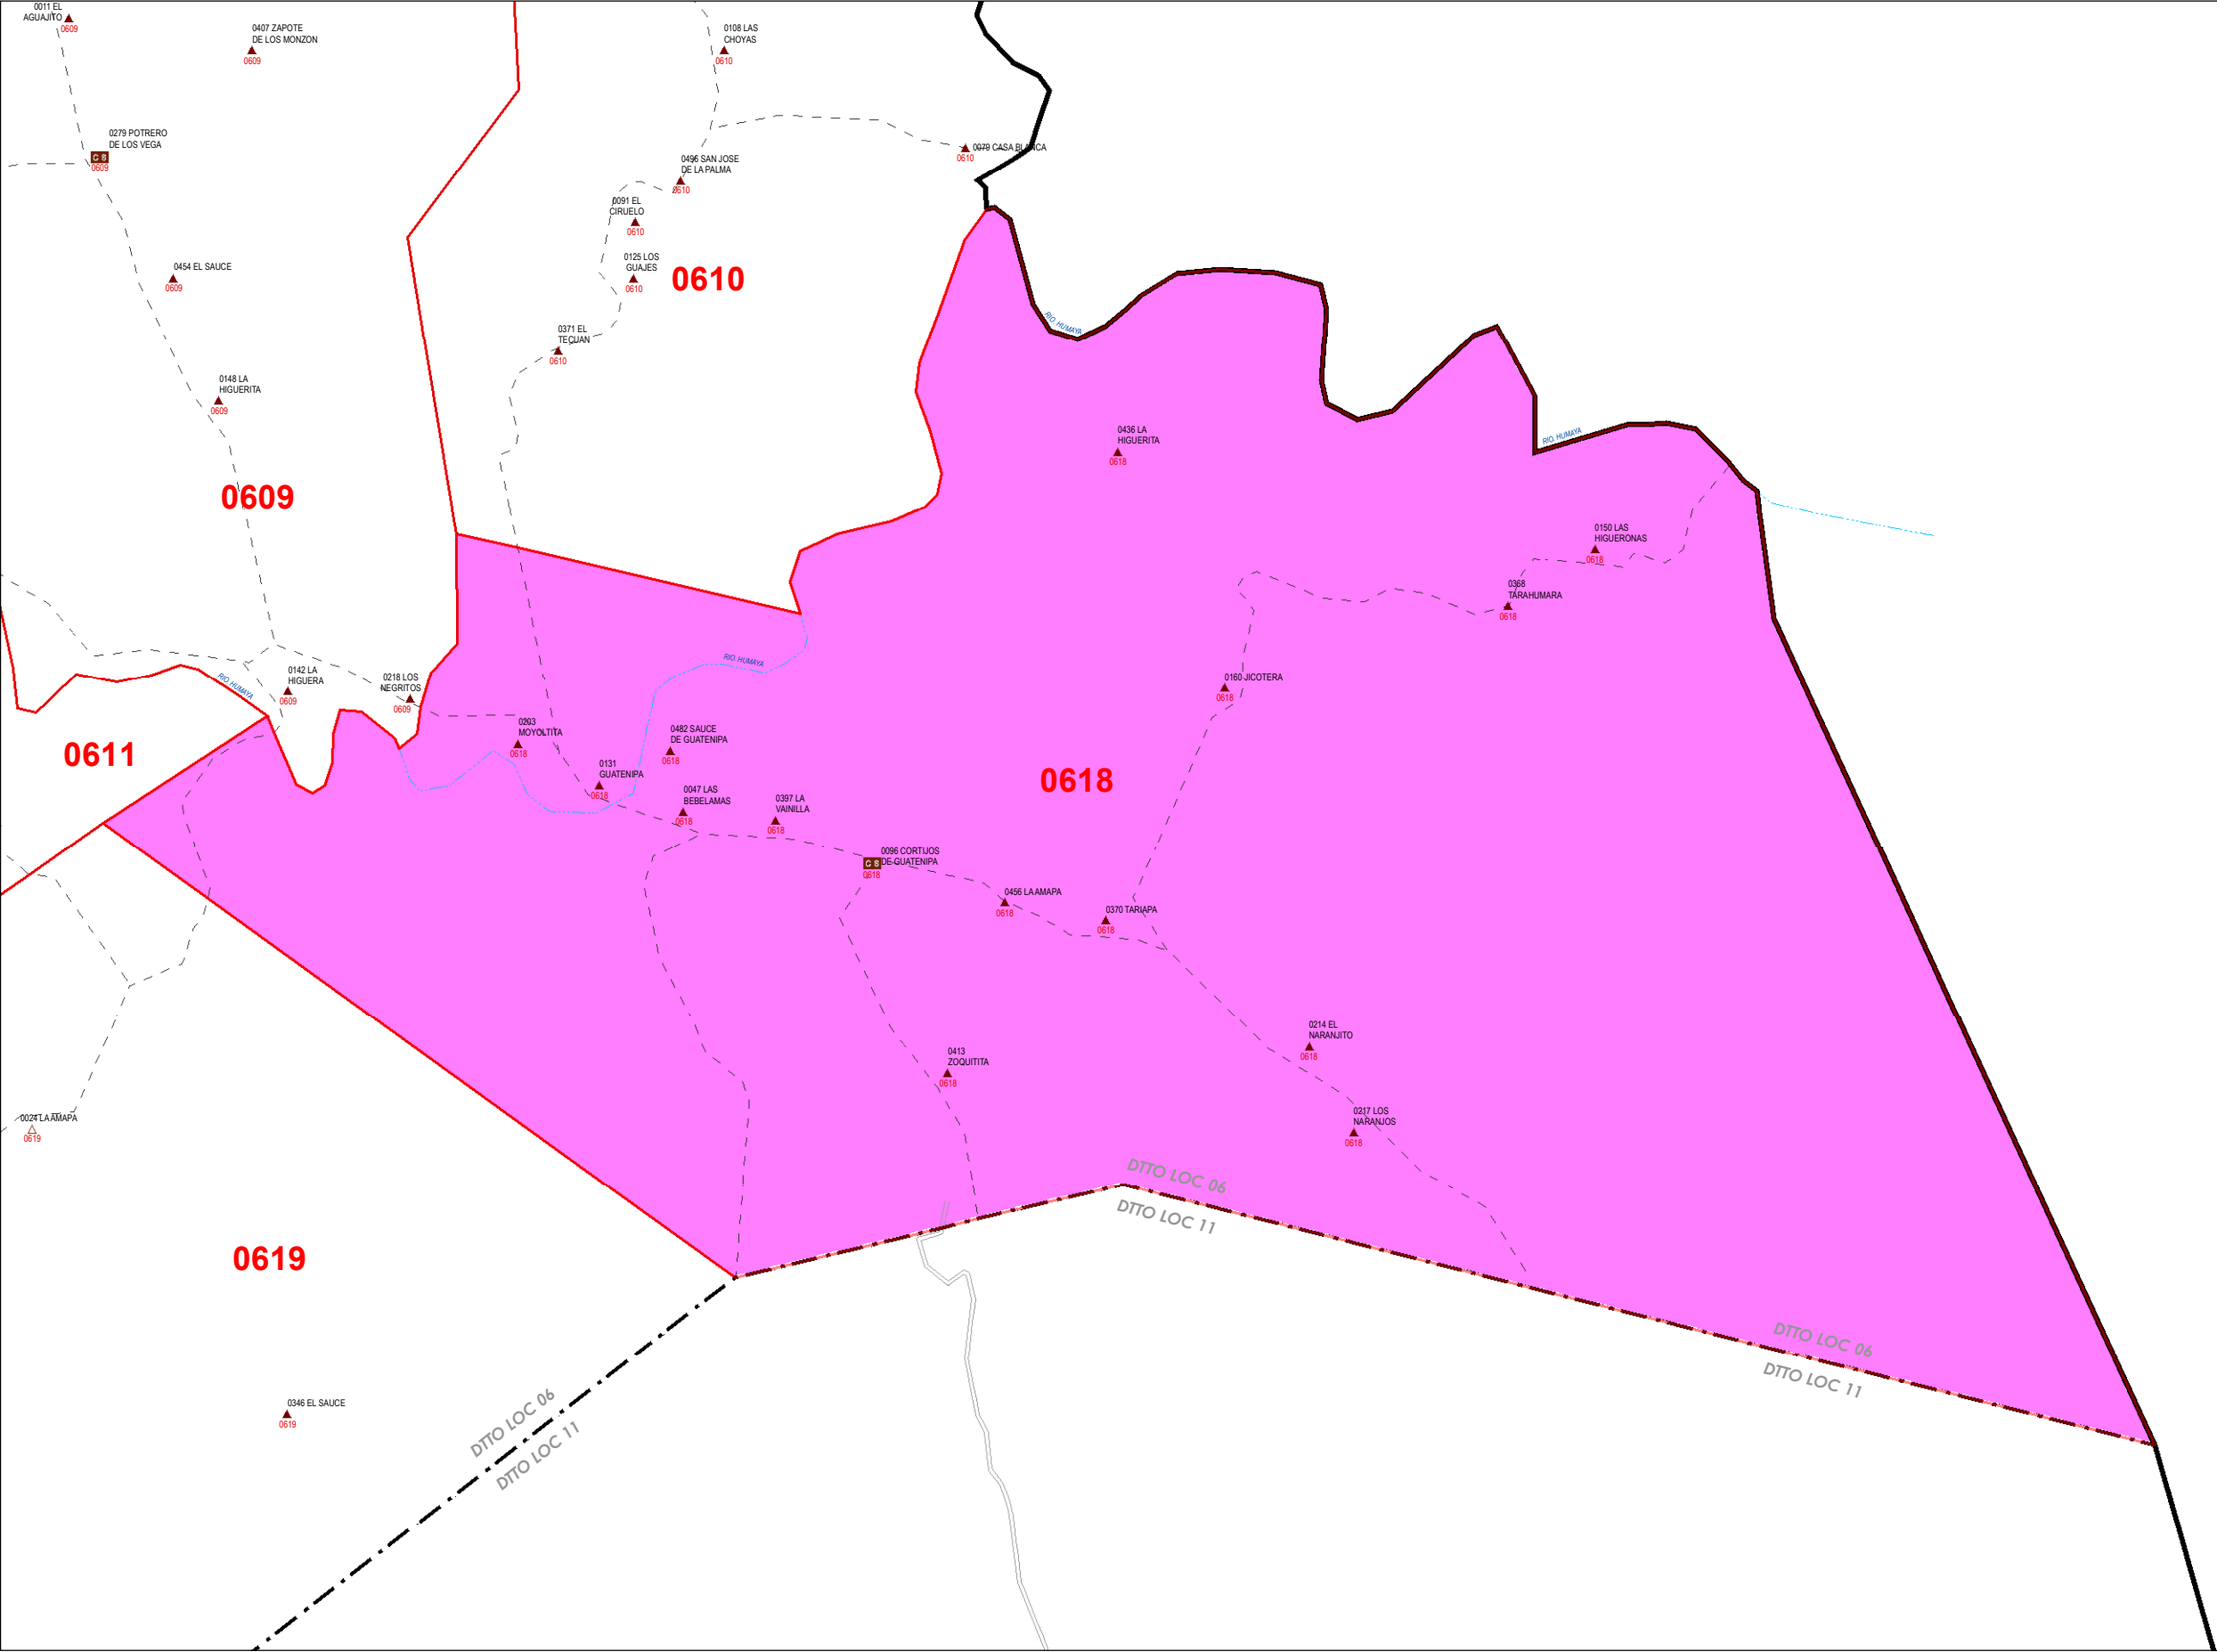 0011 EL
AGUAJITO
0609
0407 ZAPOTE
DE LOS MONZON
0609
0108 LAS
CHOYAS
0610
0279 POTRERO
DE LOS VEGA
C S
0609
0079 CASA BLANCA
0610
0496 SAN JOSE
DE LA PALMA
0610
0091 EL
CIRUELO
0610
0454 EL SAUCE
0609
0125 LOS
GUAJES
0610
0610
RIO. HUMAYA
0371 EL
TECUAN
0610
0148 LA
HIGUERITA
0609
0436 LA
HIGUERITA
0618
RIO. HUMAYA
0609
0150 LAS
HIGUERONAS
0618
0368
TARAHUMARA
0618
RIO. HUMAYA
RIO. HUMAYA
0142 LA
HIGUERA
0609
0218 LOS
NEGRITOS
0609
0160 JICOTERA
0618
0203
MOYOLTITA
0618
0482 SAUCE
DE GUATENIPA
0618
0611
0131
GUATENIPA
0618
0618
0047 LAS
BEBELAMAS
0618
0397 LA
VAINILLA
0618
0096 CORTIJOS
DE GUATENIPA
C S
0618
0456 LA AMAPA
0618
0370 TARIAPA
0618
0214 EL
NARANJITO
0618
0413
ZOQUITITA
0618
0024 LA AMAPA
0619
0217 LOS
NARANJOS
0618
DTTO LOC 06
DTTO LOC 11
0619
DTTO LOC 06
DTTO LOC 11
0346 EL SAUCE
0619
DTTO LOC 06
DTTO LOC 11